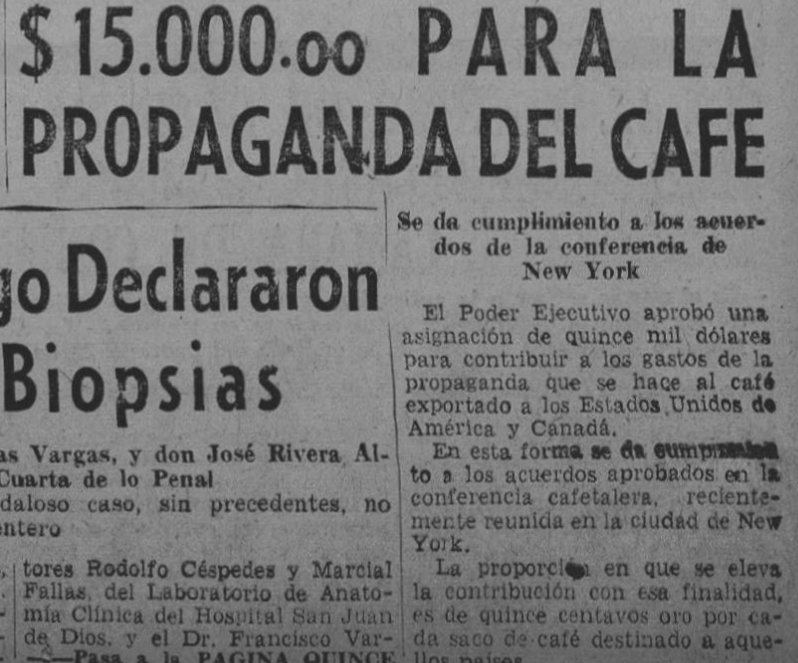 $ 15.000.oo PARA LA
PROPAGANDA DEL CAFE
Se da cumplimiento a los acuer-
dos de la conferencia de
New York
El Poder Ejecutivo aprobó una
asignación de quince mil dólares
para contribuir a los gastos de la
propaganda que se hace al café
exportado a los Estados Unidos de
América y Canadá.
En esta forma se da
to a los acuerdos aprobados en la
conferencia cafetalera, reciente-
mente reunida en la ciudad de New
York.
La proporción en que se eleva
la contribución con esa finalidad,
es de quince centavos oro por ca-
da saco de café destinado a aque-
llos países.
go Declararon
Biopsias
as Vargas, y don José Rivera Al-
Cuarta de lo Penal
daloso caso, sin precedentes, no
entero
tores Rodolfo Céspedes y Marcial
Fallas, del Laboratorio de Anato-
mía Clínica del Hospital San Juan
de Dios, y el Dr. Francisco Var-
—Pasa a la PAGINA QUINCE